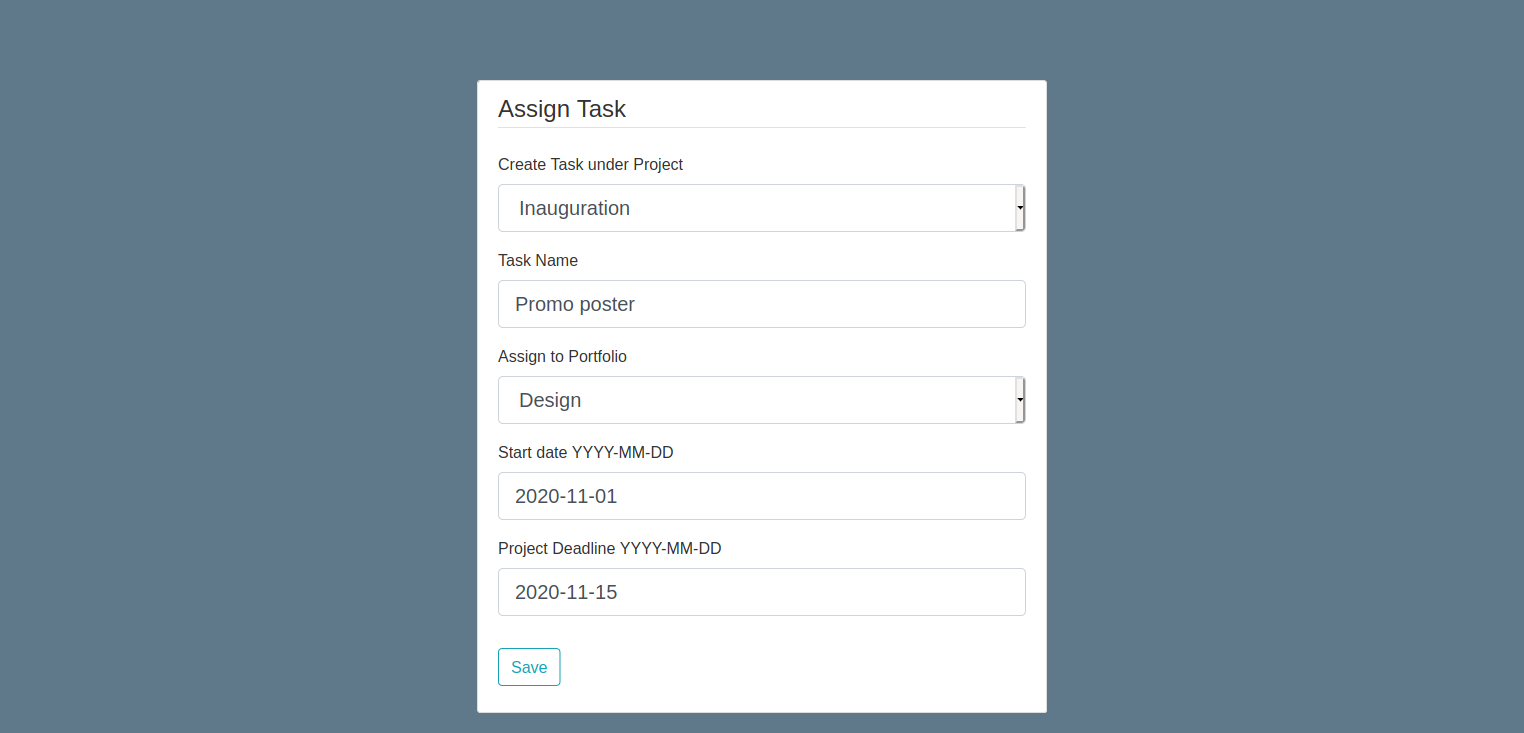 Assign Task
Create Task under Project
Inauguration
Task Name
Promo poster
Assign to Portfolio
Design
Start date YYYY-MM-DD
2020-11-01
Project Deadline YYYY-MM-DD
2020-11-15
Save